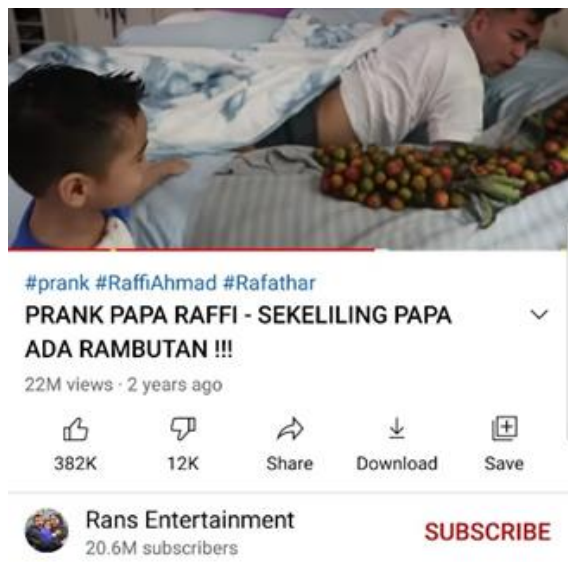 #prank #RaffiAhmad #Rafathar
PRANK PAPA RAFFI - SEKELILING PAPA
ADA RAMBUTAN !!!
22M views · 2 years ago
382K
12K
Share
Download
Save
Rans Entertainment
20.6M subscribers
SUBSCRIBE